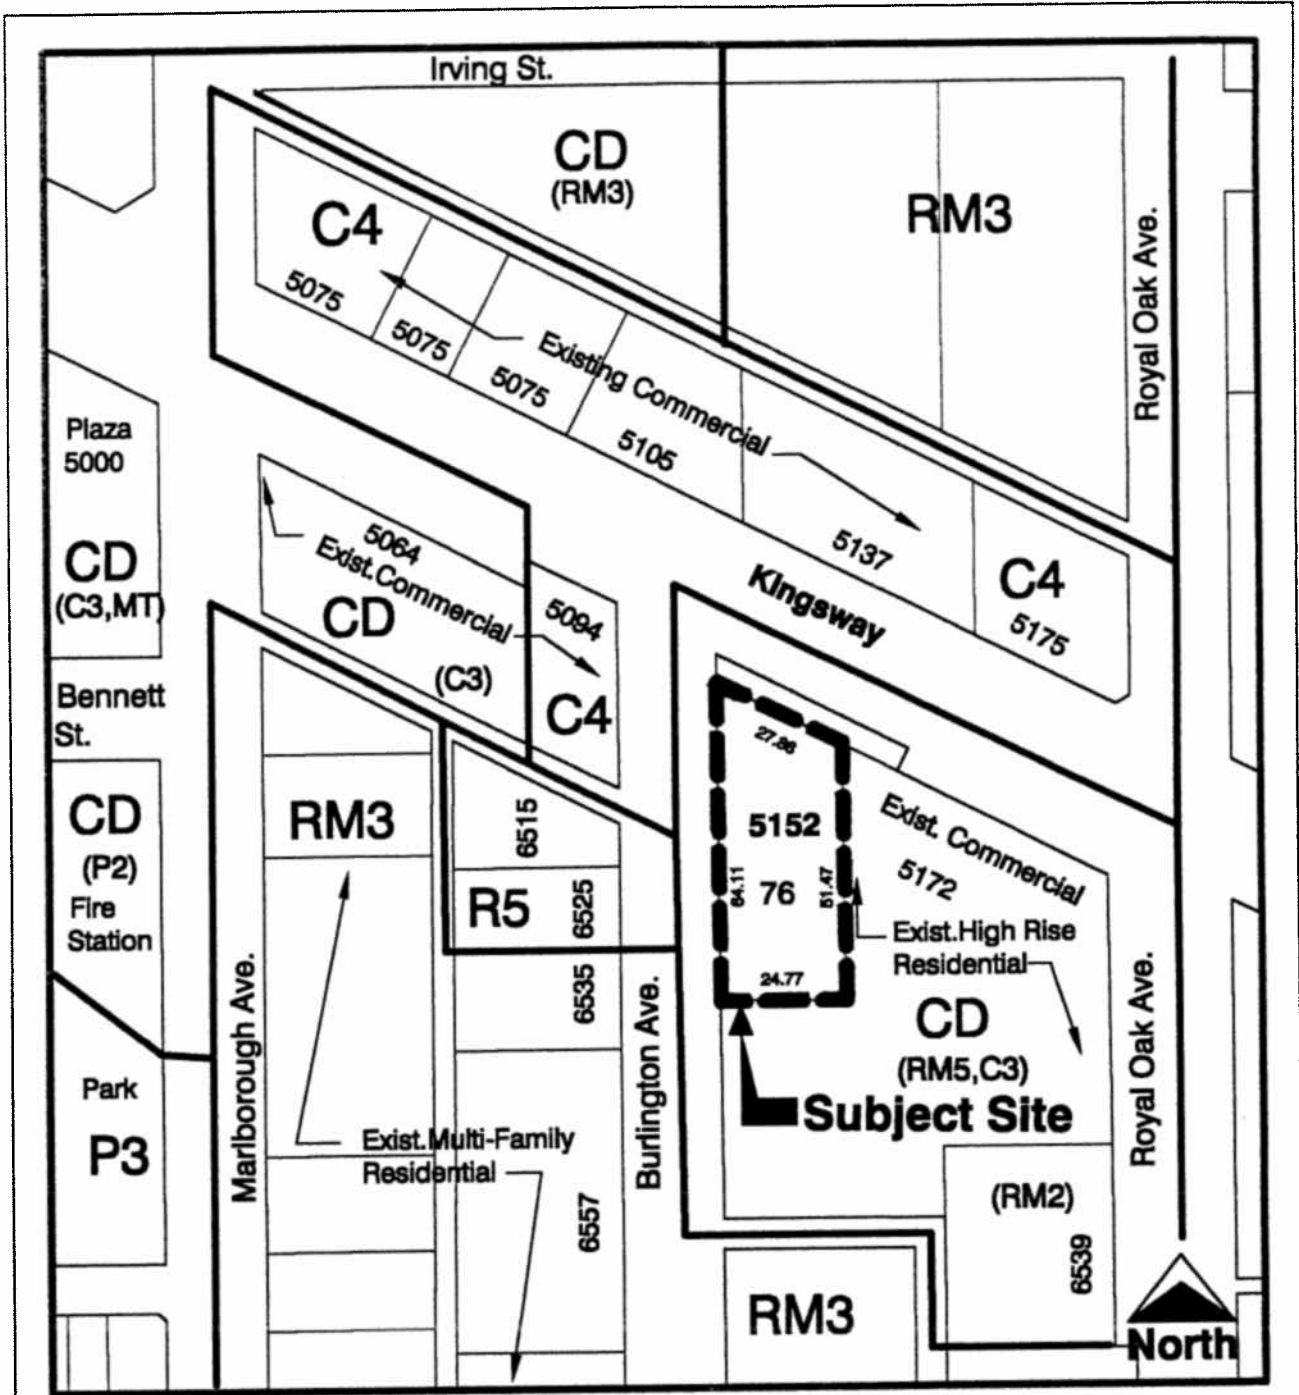 Irving St.
CD
(RM3)
RM3
Royal Oak Ave.
C4
5075
5075
5075
Existing Commercial
5105
5137
C4
5175
Kingsway
Plaza
5000
CD
(C3,MT)
5064
Exist.Commercial
CD
(C3)
5094
C4
Bennett
St.
CD
(P2)
Fire
Station
RM3
6515
R5
6525
6535
27.86
5152
76
64.11
51.47
24.77
Exist. Commercial
5172
Exist.High Rise
Residential
CD
(RM5,C3)
Subject Site
Marlborough Ave.
Burlington Ave.
Royal Oak Ave.
Park
P3
Exist.Multi-Family
Residential
6557
(RM2)
6539
RM3
North